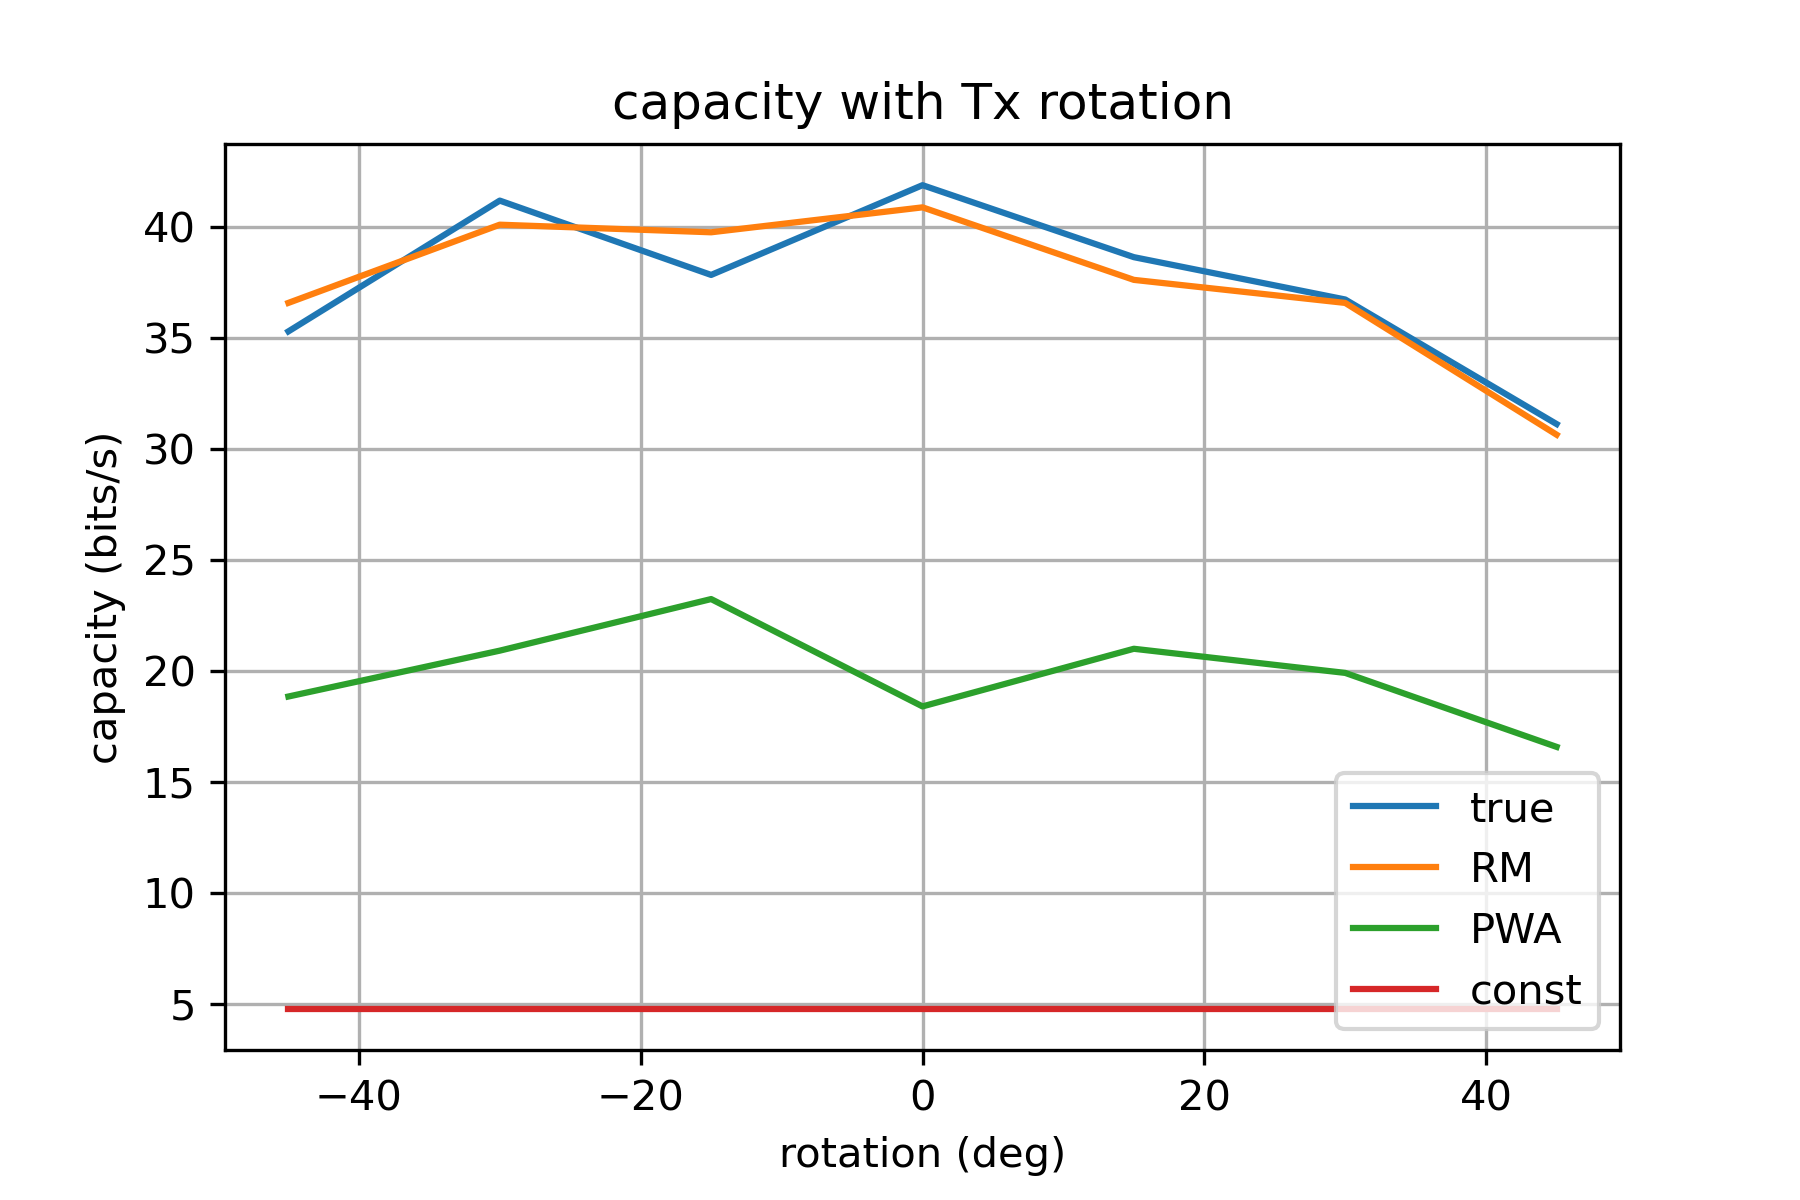 capacity with Tx rotation
capacity (bits/s)
40
35
30
25
20
15
10
5
−40
−20
0
20
40
rotation (deg)
true
RM
PWA
const